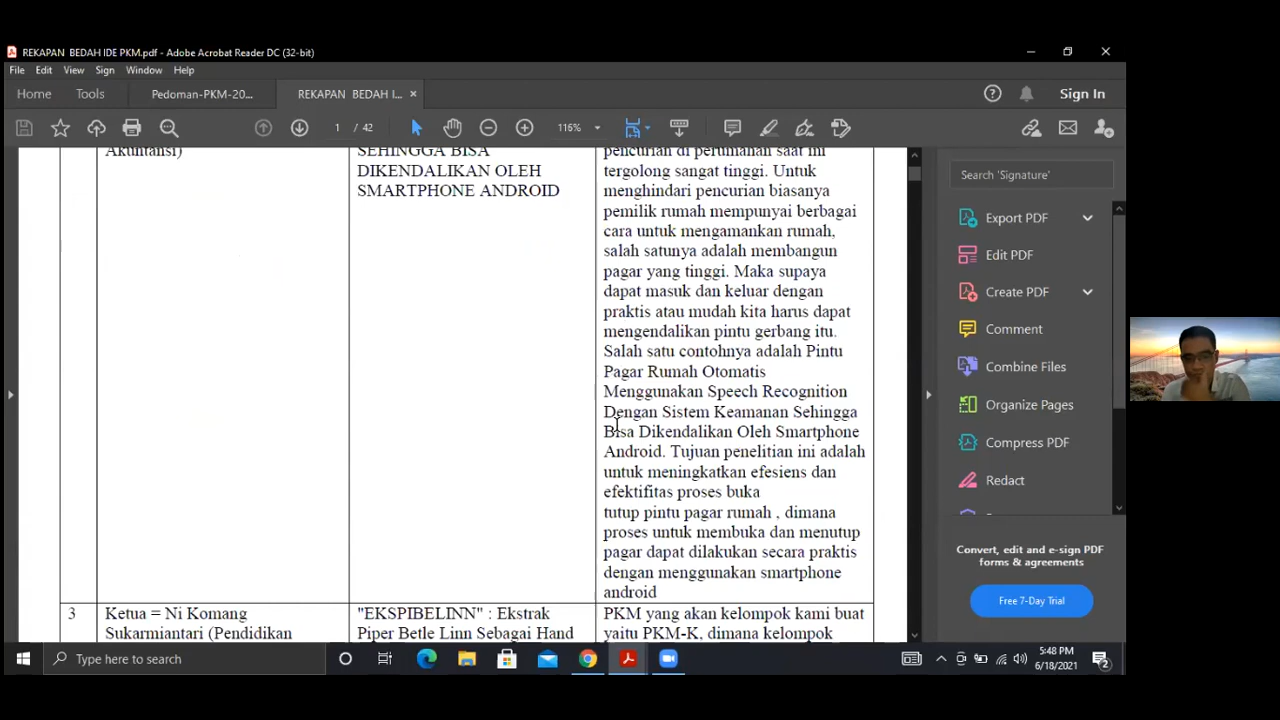 REKAPAN BEDAH IDE PKM.pdf - Adobe Acrobat Reader DC (32-bit)
File Edit View Sign Window Help
Home Tools Pedoman-PKM-20... REKAPAN BEDAH I... × Sign In
1 / 42 116%
Akuntansi)
SEHINGGA BISA
DIKENDALIKAN OLEH
SMARTPHONE ANDROID
pencurian di perumahan saat ini
tergolong sangat tinggi. Untuk
menghindari pencurian biasanya
pemilik rumah mempunyai berbagai
cara untuk mengamankan rumah,
salah satunya adalah membangun
pagar yang tinggi. Maka supaya
dapat masuk dan keluar dengan
praktis atau mudah kita harus dapat
mengendalikan pintu gerbang itu.
Salah satu contohnya adalah Pintu
Pagar Rumah Otomatis
Menggunakan Speech Recognition
Dengan Sistem Keamanan Sehingga
Bisa Dikendalikan Oleh Smartphone
Android. Tujuan penelitian ini adalah
untuk meningkatkan efesiens dan
efektifitas proses buka
tutup pintu pagar rumah , dimana
proses untuk membuka dan menutup
pagar dapat dilakukan secara praktis
dengan menggunakan smartphone
android
3
Ketua = Ni Komang
Sukarmiantari (Pendidikan
"EKSPIBELINN" : Ekstrak
Piper Betle Linn Sebagai Hand
PKM yang akan kelompok kami buat
yaitu PKM-K, dimana kelompok
Search 'Signature'
Export PDF
Edit PDF
Create PDF
Comment
Combine Files
Organize Pages
Compress PDF
Redact
Convert, edit and e-sign PDF
forms & agreements
Free 7-Day Trial
Type here to search
5:48 PM
6/18/2021
2